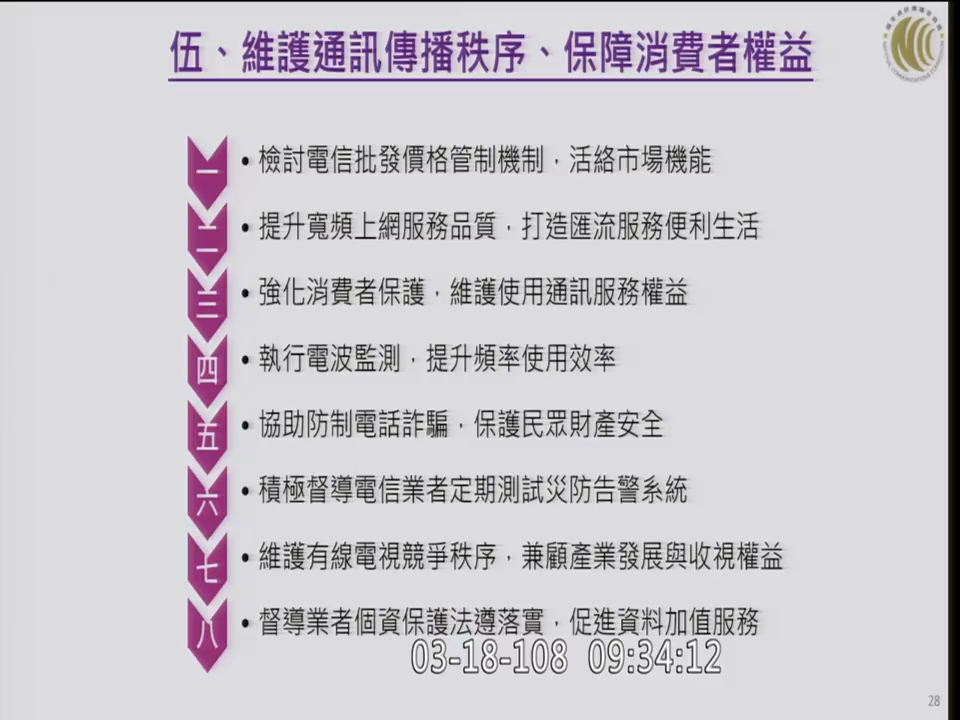 伍、維護通訊傳播秩序、保障消費者權益
NCC
一
•檢討電信批發價格管制機制，活絡市場機能
二
•提升寬頻上網服務品質，打造匯流服務便利生活
三
•強化消費者保護，維護使用通訊服務權益
四
•執行電波監測，提升頻率使用效率
五
•協助防制電話詐騙，保護民眾財產安全
六
•積極督導電信業者定期測試災防告警系統
七
•維護有線電視競爭秩序，兼顧產業發展與收視權益
八
•督導業者個資保護法遵落實，促進資料加值服務
03-18-108 09:34:12
28